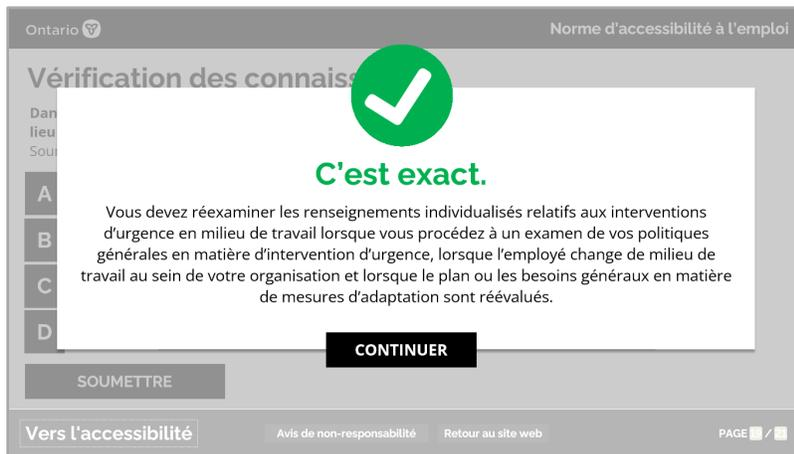 Ontario
Norme d'accessibilité à l'emploi
Vérification des connaiss
Dan
lieu
Sour
C'est exact.
Vous devez réexaminer les renseignements individualisés relatifs aux interventions
d'urgence en milieu de travail lorsque vous procédez à un examen de vos politiques
générales en matière d'intervention d'urgence, lorsque l'employé change de milieu de
travail au sein de votre organisation et lorsque le plan ou les besoins généraux en matière
de mesures d'adaptation sont réévalués.
A
B
C
D
CONTINUER
SOUMETTRE
Vers l'accessibilité
Avis de non-responsabilité
Retour au site web
PAGE 19 / 21